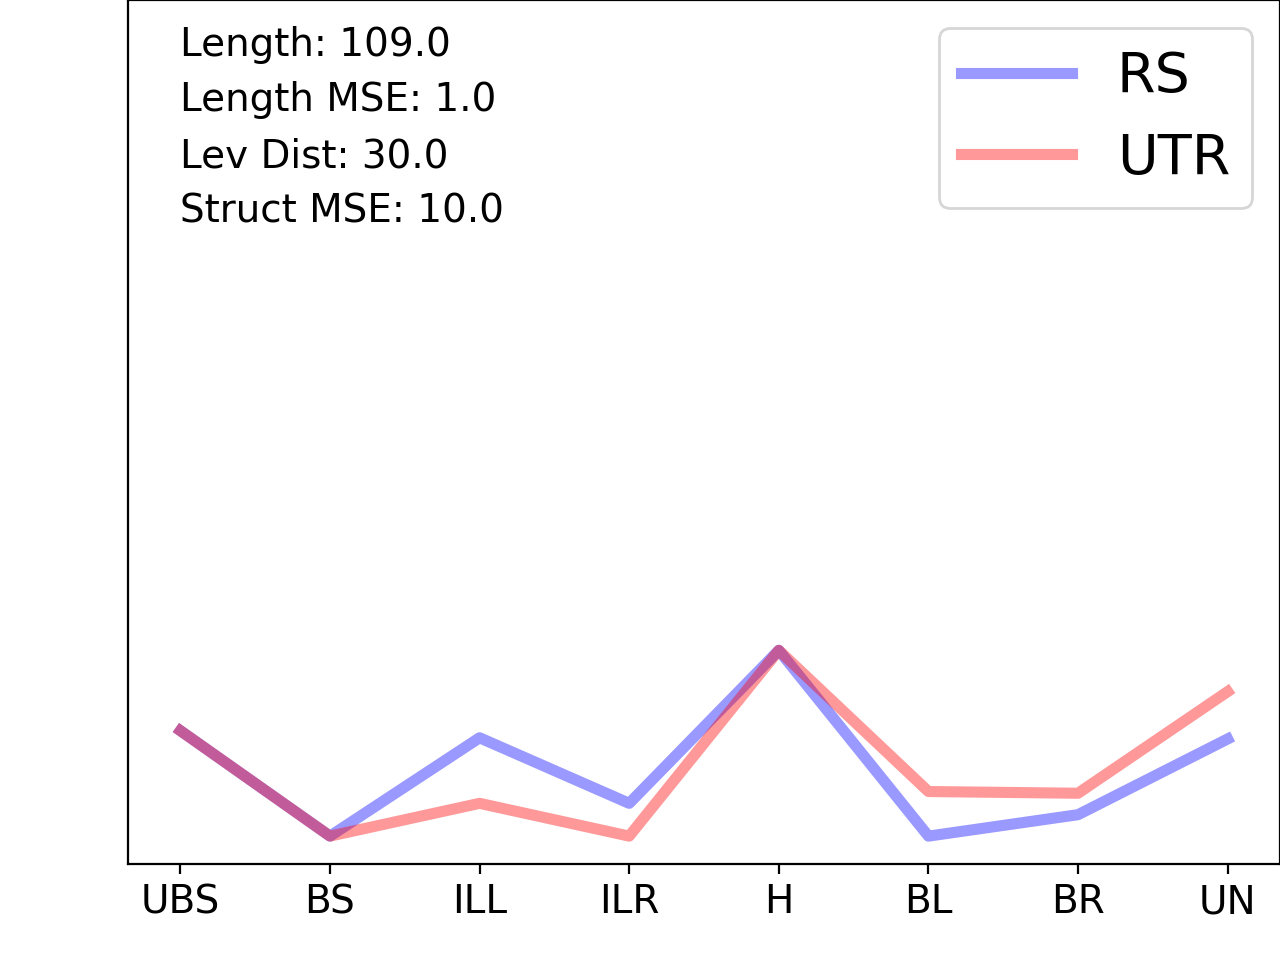 Length: 109.0
Length MSE: 1.0
Lev Dist: 30.0
Struct MSE: 10.0
RS
UTR
UBS BS ILL ILR H BL BR UN